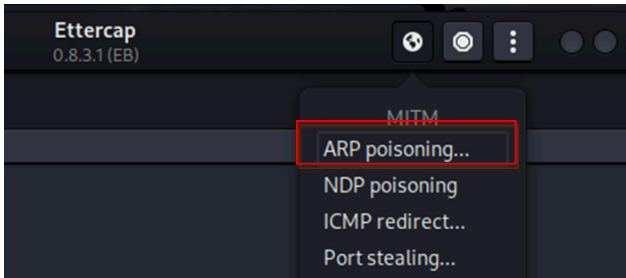 Ettercap
0.8.3.1 (EB)
MITM
ARP poisoning...
NDP poisoning
ICMP redirect...
Port stealing...